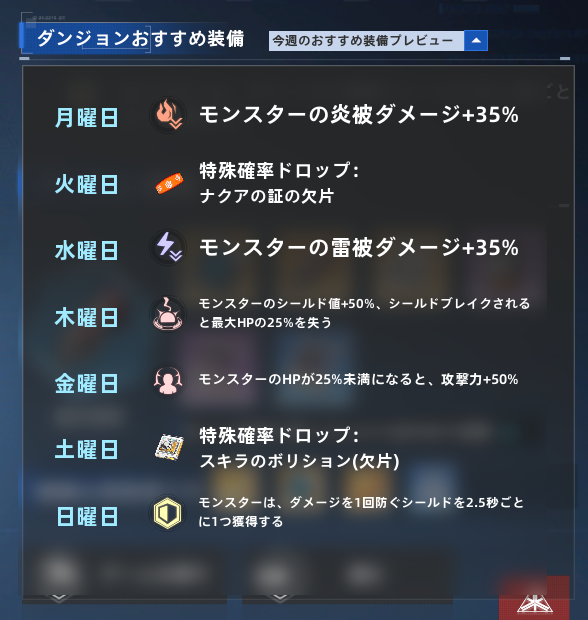 ダンジョンおすすめ装備
今週のおすすめ装備プレビュー
月曜日
モンスターの炎被ダメージ+35%
火曜日
特殊確率ドロップ:
ナクアの証の欠片
水曜日
モンスターの雷被ダメージ+35%
木曜日
モンスターのシールド値+50%、シールドブレイクされる
と最大HPの25%を失う
金曜日
モンスターのHPが25%未満になると、攻撃力+50%
土曜日
特殊確率ドロップ:
スキラのボリション(欠片)
日曜日
モンスターは、ダメージを1回防ぐシールドを2.5秒ごと
に1つ獲得する